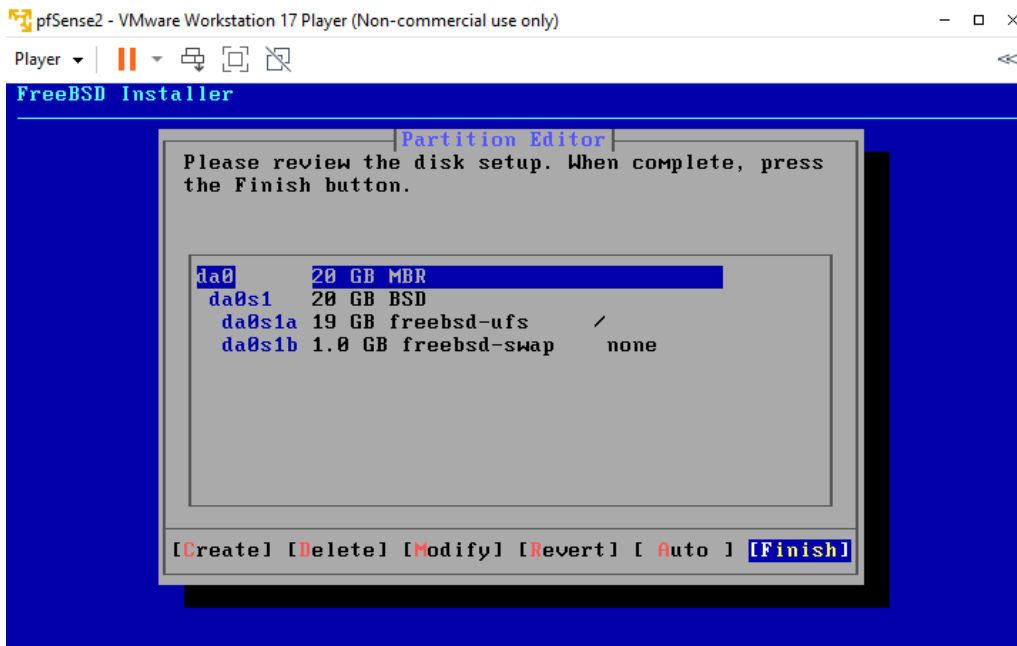 pfSense2 - VMware Workstation 17 Player (Non-commercial use only)
Player
FreeBSD Installer
Partition Editor
Please review the disk setup. When complete, press
the Finish button.
da0 20 GB MBR
da0s1 20 GB BSD
da0s1a 19 GB freebsd-ufs /
da0s1b 1.0 GB freebsd-swap none
[Create] [Delete] [Modify] [Revert] [ Auto ] [Finish]